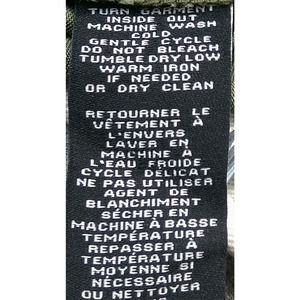 TURN GARMENT
INSIDE OUT
MACHINE WASH
COLD
GENTLE CYCLE
DO NOT BLEACH
TUMBLE DRY LOW
WARM IRON
IF NEEDED
OR DRY CLEAN
RETOURNER LE
VÊTEMENT À
L'ENVERS
LAVER EN
MACHINE À
L'EAU FROIDE
CYCLE DÉLICAT
NE PAS UTILISER
AGENT DE
BLANCHIMENT
SÉCHER EN
MACHINE À BASSE
TEMPÉRATURE
REPASSER À
TEMPÉRATURE
MOYENNE SI
NÉCESSAIRE
OU NETTOYER